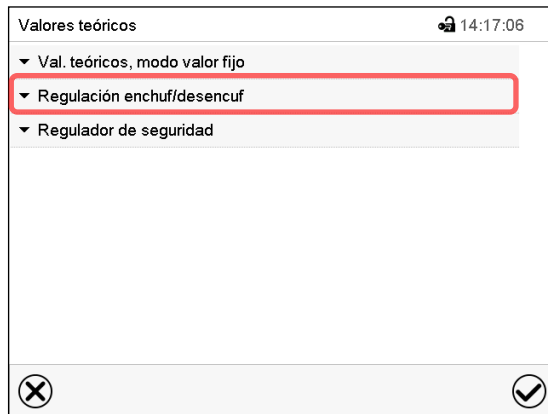 Valores teóricos 14:17:06
Val. teóricos, modo valor fijo
Regulación enchuf/desencuf
Regulador de seguridad